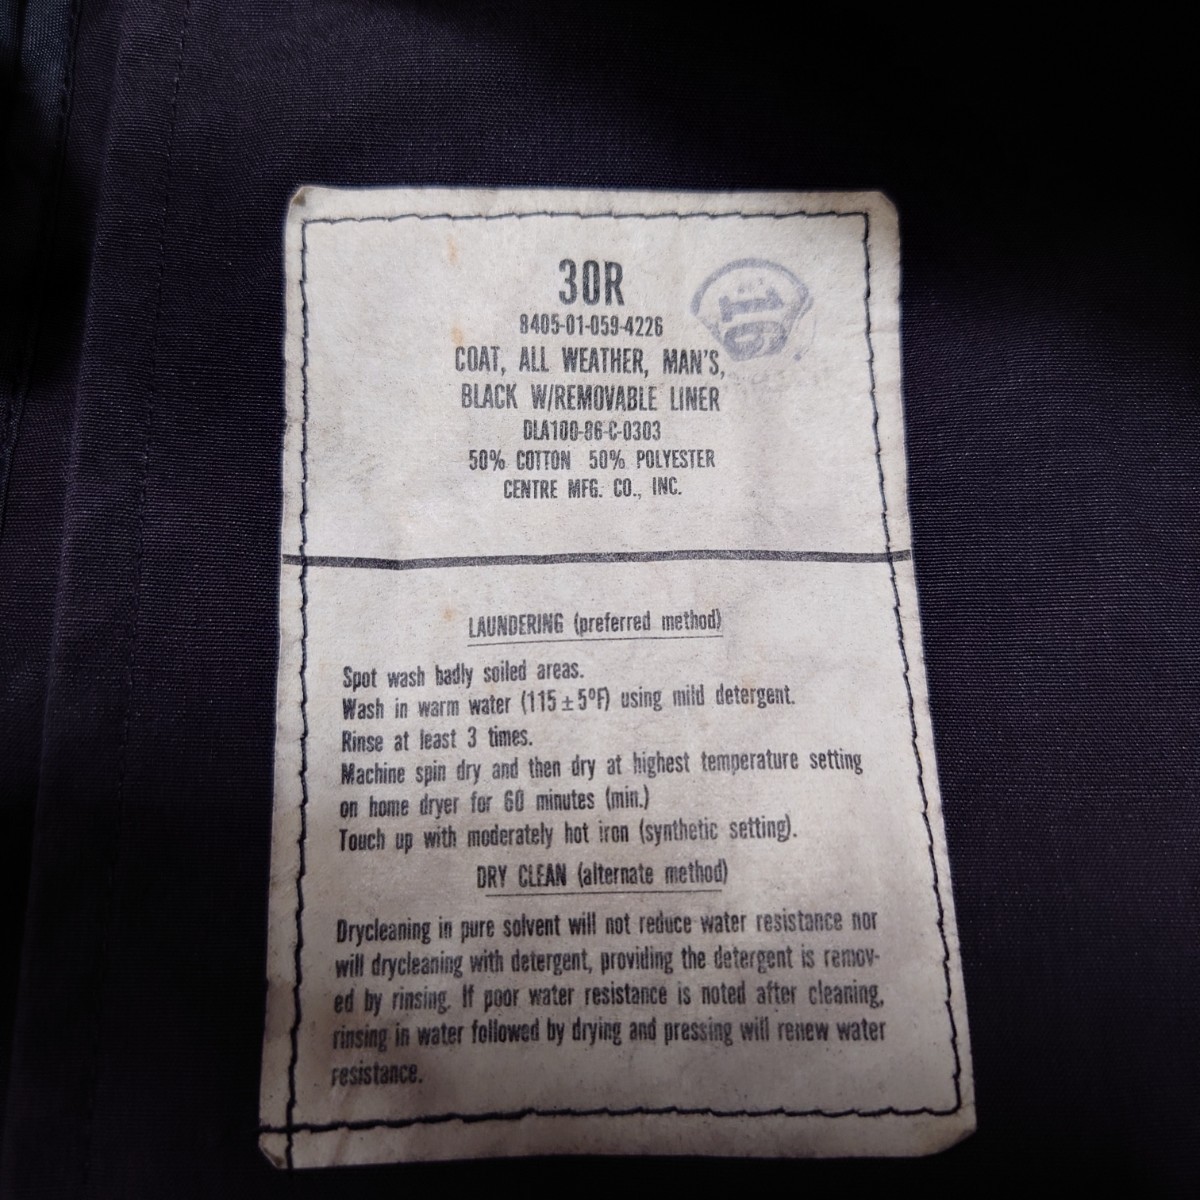 30R
8405-01-059-4226
COAT, ALL WEATHER, MAN'S,
BLACK W/REMOVABLE LINER
DLA100-86-C-0303
50% COTTON 50% POLYESTER
CENTRE MFG. CO., INC.
16
LAUNDERING (preferred method)
Spot wash badly soiled areas.
Wash in warm water (115±5ºF) using mild detergent.
Rinse at least 3 times.
Machine spin dry and then dry at highest temperature setting
on home dryer for 60 minutes (min.)
Touch up with moderately hot iron (synthetic setting).
DRY CLEAN (alternate method)
Drycleaning in pure solvent will not reduce water resistance nor
will drycleaning with detergent, providing the detergent is remov-
ed by rinsing. If poor water resistance is noted after cleaning,
rinsing in water followed by drying and pressing will renew water
resistance.